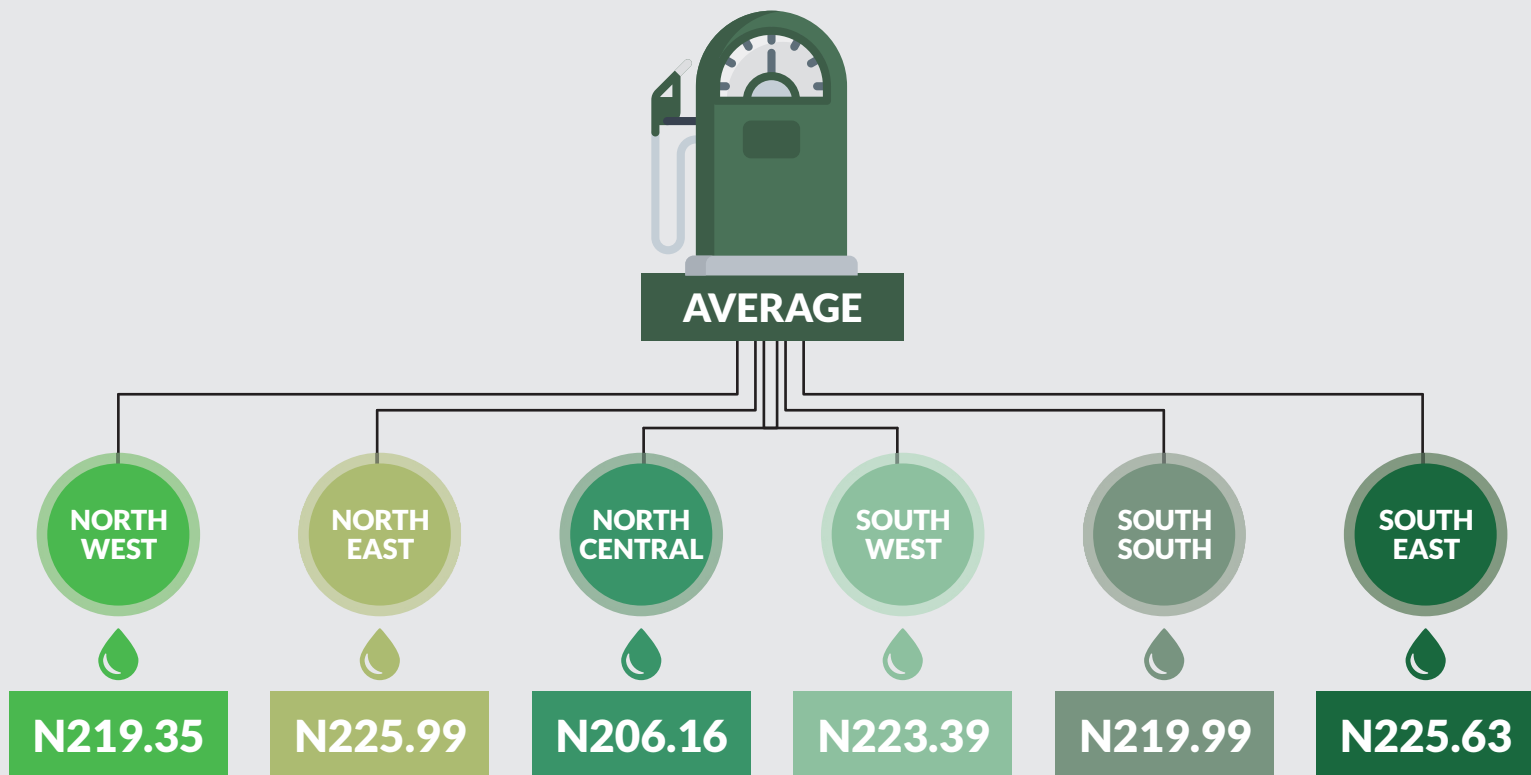 AVERAGE
NORTH
WEST
NORTH
EAST
NORTH
CENTRAL
SOUTH
WEST
SOUTH
SOUTH
SOUTH
EAST
N219.35
N225.99
N206.16
N223.39
N219.99
N225.63